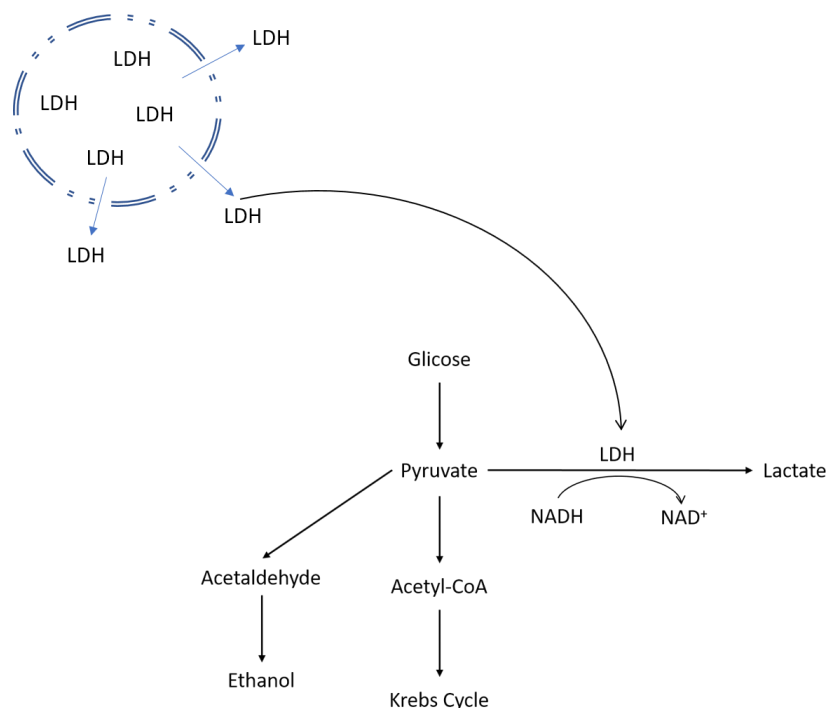 LDH
LDH
LDH
LDH
LDH
LDH
LDH
Glicose
LDH
Pyruvate
Lactate
NADH
NAD⁺
Acetaldehyde
Acetyl-CoA
Ethanol
Krebs Cycle